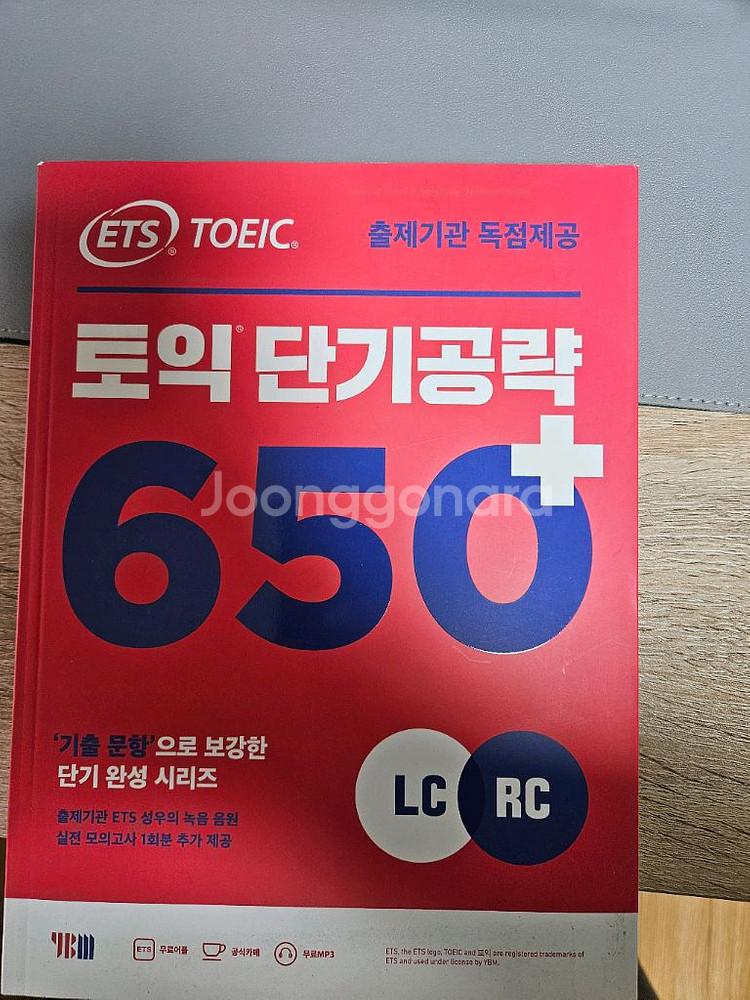 ETS® TOEIC®
출제기관 독점제공
토익® 단기공략
650+
Joonggonara
'기출 문항'으로 보강한
단기 완성 시리즈
출제기관 ETS 성우의 녹음 음원
실전 모의고사 1회분 추가 제공
LC RC
YBM
ETS 무료어플
공식카페
무료MP3
ETS, the ETS logo, TOEIC and 토익 are registered trademarks of
ETS and used under license by YBM.